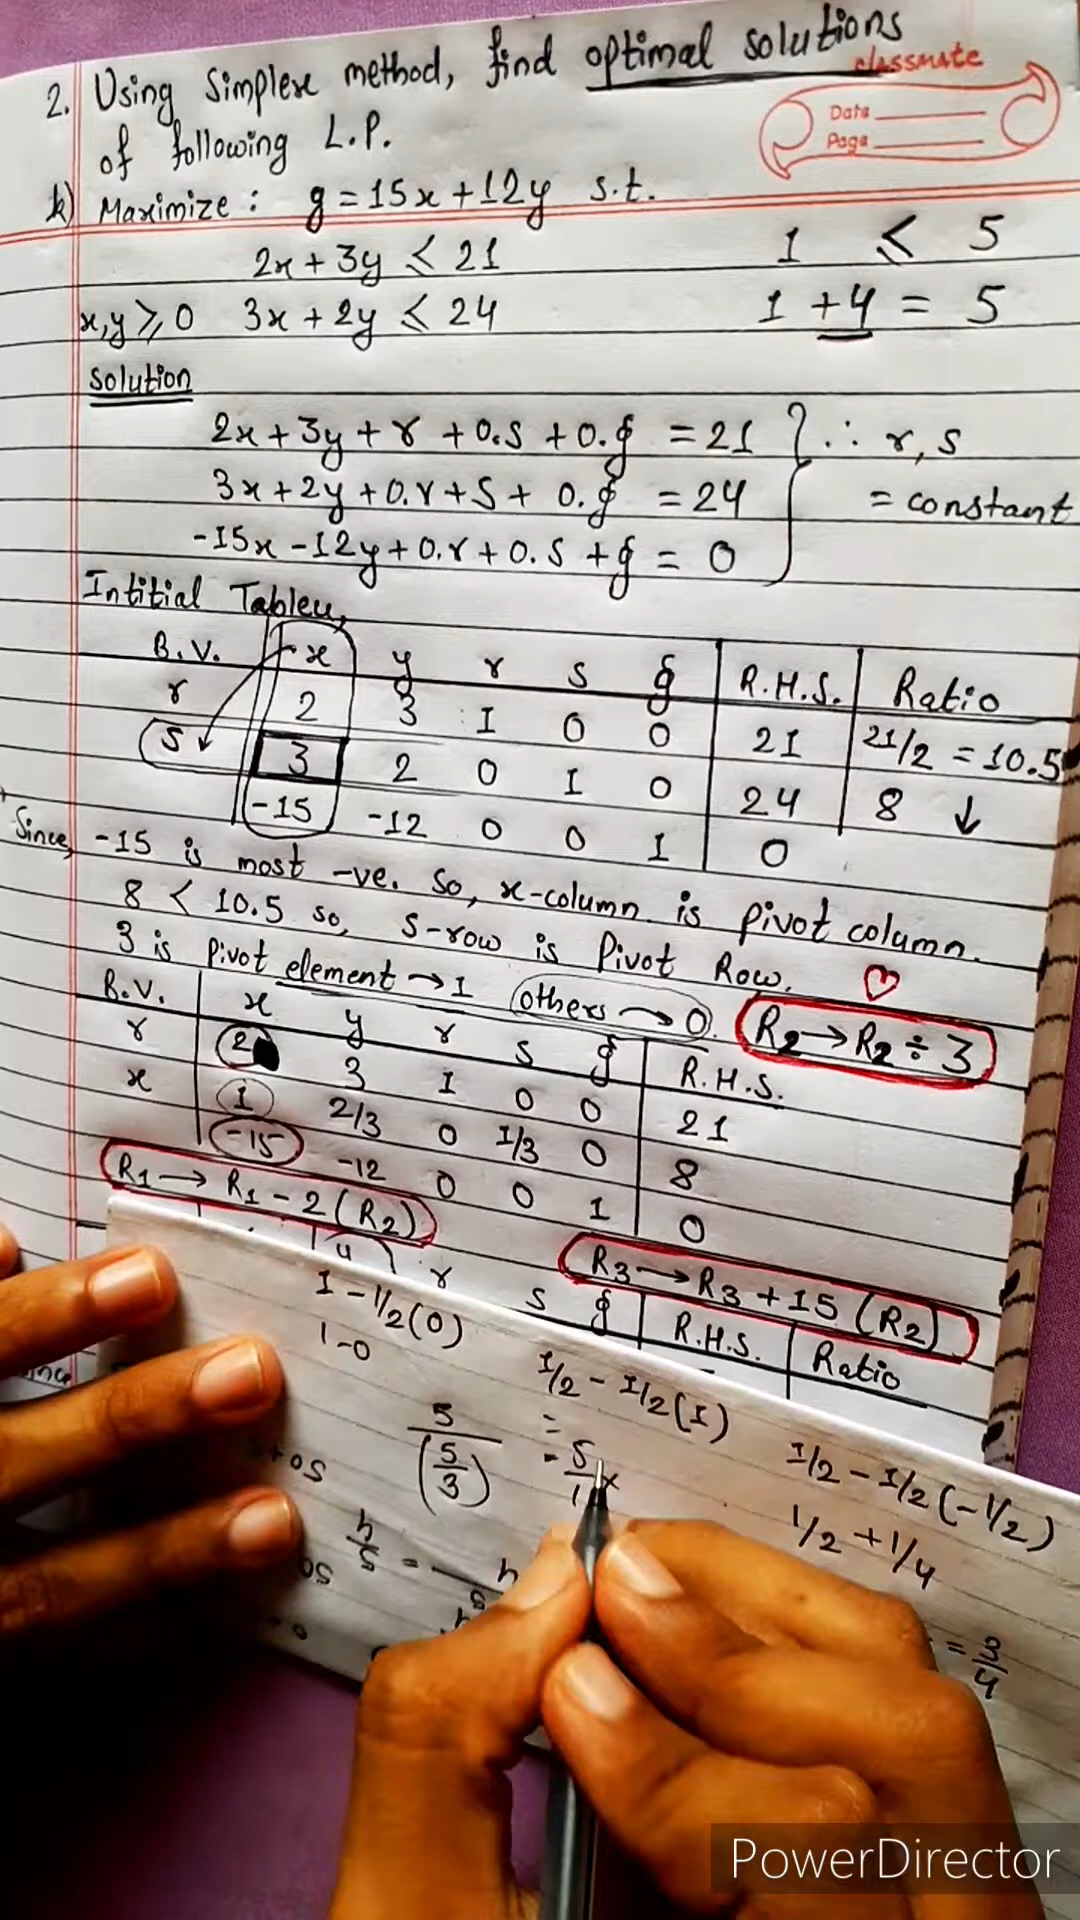 2. Using Simplex method, find optimal solutions
of following L.P.
classmate
Date
Page
k) Maximize: g = 15x + 12y s.t.
2x + 3y ≤ 21
1 ≤ 5
x,y ≥ 0 3x + 2y ≤ 24
1 + 4 = 5
Solution
2x + 3y + r + 0.s + 0.g = 21 } ∴ r, s
3x + 2y + 0.r + s + 0.g = 24 = constant
-15x - 12y + 0.r + 0.s + g = 0
Intitial Tableu,
B.V. x y r s g R.H.S. Ratio
r 2 3 1 0 0 21 21/2 = 10.5
s 3 2 0 1 0 24 8 ↓
-15 -12 0 0 1 0
Since, -15 is most -ve. So, x-column is pivot column.
8 < 10.5 so, s-row is Pivot Row.
3 is Pivot element → 1 others → 0. R2 → R2 ÷ 3
B.V. x y r s g R.H.S.
r 2 3 1 0 0 21
x 1 2/3 0 1/3 0 8
-15 -12 0 0 1 0
R1 → R1 - 2 (R2)
R3 → R3 + 15 (R2)
r s g R.H.S. Ratio
1 - 1/2 (0)
1 - 0
1/2 - 1/2 (1)
1/2 - 1/2 (-1/2)
1/2 + 1/4
= 3/4
5/(5/3)
= 5/1 x
PowerDirector